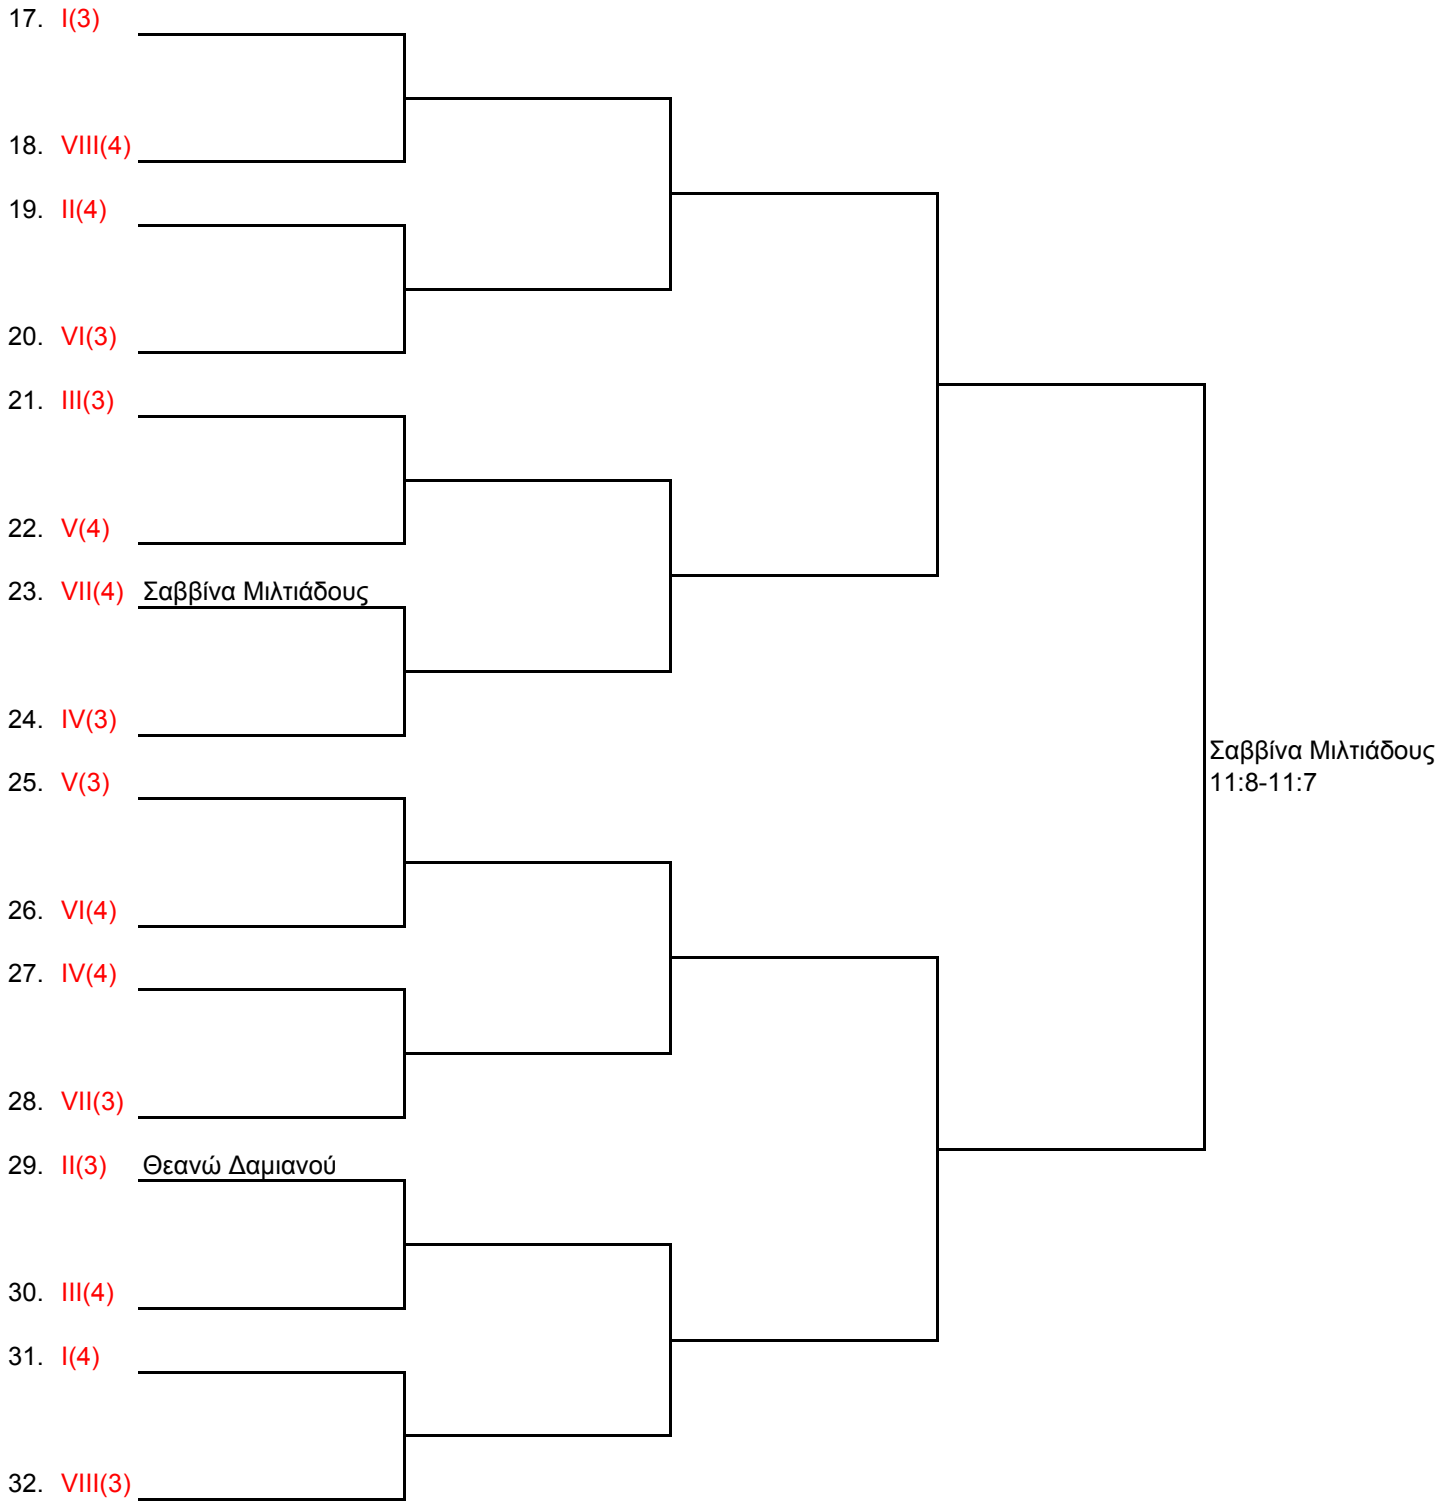 17. I(3)
18. VIII(4)
19. II(4)
20. VI(3)
21. III(3)
22. V(4)
23. VII(4) Σαββίνα Μιλτιάδους
24. IV(3)
Σαββίνα Μιλτιάδους
25. V(3)
11:8-11:7
26. VI(4)
27. IV(4)
28. VII(3)
29. II(3) Θεανώ Δαμιανού
30. III(4)
31. I(4)
32. VIII(3)